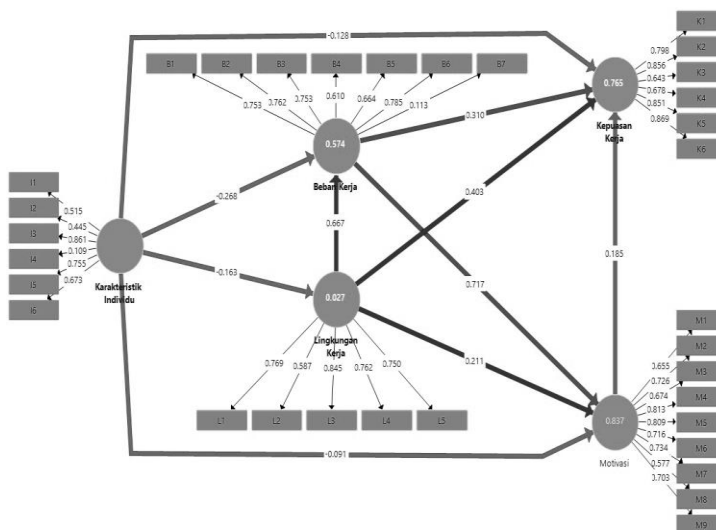 -0.128
B1
B2
B3
B4
B5
B6
B7
0.753
0.762
0.753
0.610
0.664
0.785
0.113
0.574
Beban Kerja
K1
K2
K3
K4
K5
K6
0.798
0.856
0.643
0.678
0.851
0.869
0.765
Kepuasan
Kerja
0.310
I1
I2
I3
I4
I5
I6
0.515
0.445
0.861
0.109
0.755
0.673
Karakteristik
Individu
-0.268
-0.163
0.667
0.403
0.717
0.185
0.211
0.027
Lingkungan
Kerja
0.769
0.587
0.845
0.762
0.750
L1
L2
L3
L4
L5
-0.091
0.837
Motivasi
0.655
0.726
0.674
0.813
0.809
0.716
0.734
0.577
0.703
M1
M2
M3
M4
M5
M6
M7
M8
M9